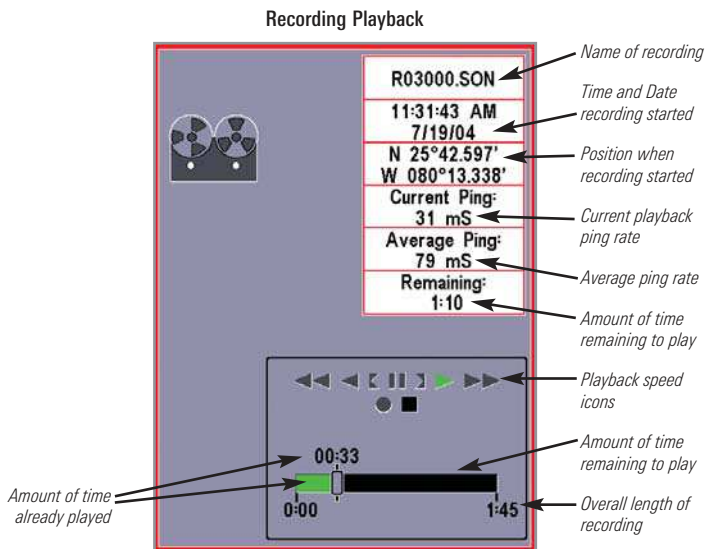 Recording Playback
R03000.SON
11:31:43 AM
7/19/04
N 25°42.597'
W 080°13.338'
Current Ping:
31 mS
Average Ping:
79 mS
Remaining:
1:10
Name of recording
Time and Date
recording started
Position when
recording started
Current playback
ping rate
Average ping rate
Amount of time
remaining to play
Playback speed
icons
Amount of time
remaining to play
Overall length of
recording
00:33
0:00
1:45
Amount of time
already played